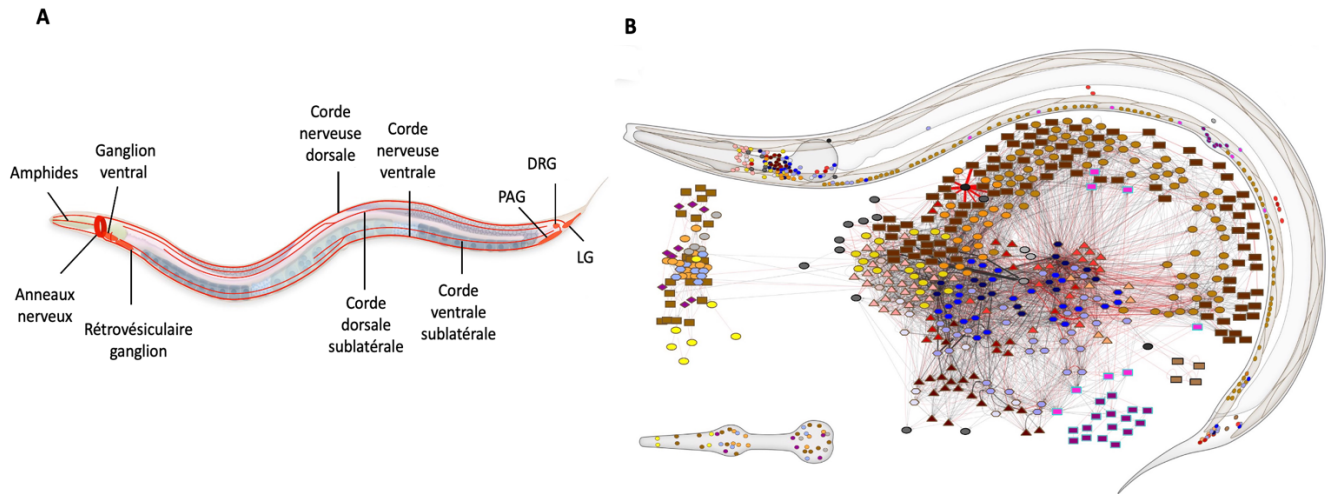 A
B
Corde
nerveuse
dorsale
Corde
nerveuse
ventrale
Ganglion
ventral
Amphides
DRG
PAG
LG
Anneaux
nerveux
Rétrovésiculaire
ganglion
Corde
dorsale
sublatérale
Corde
ventrale
sublatérale